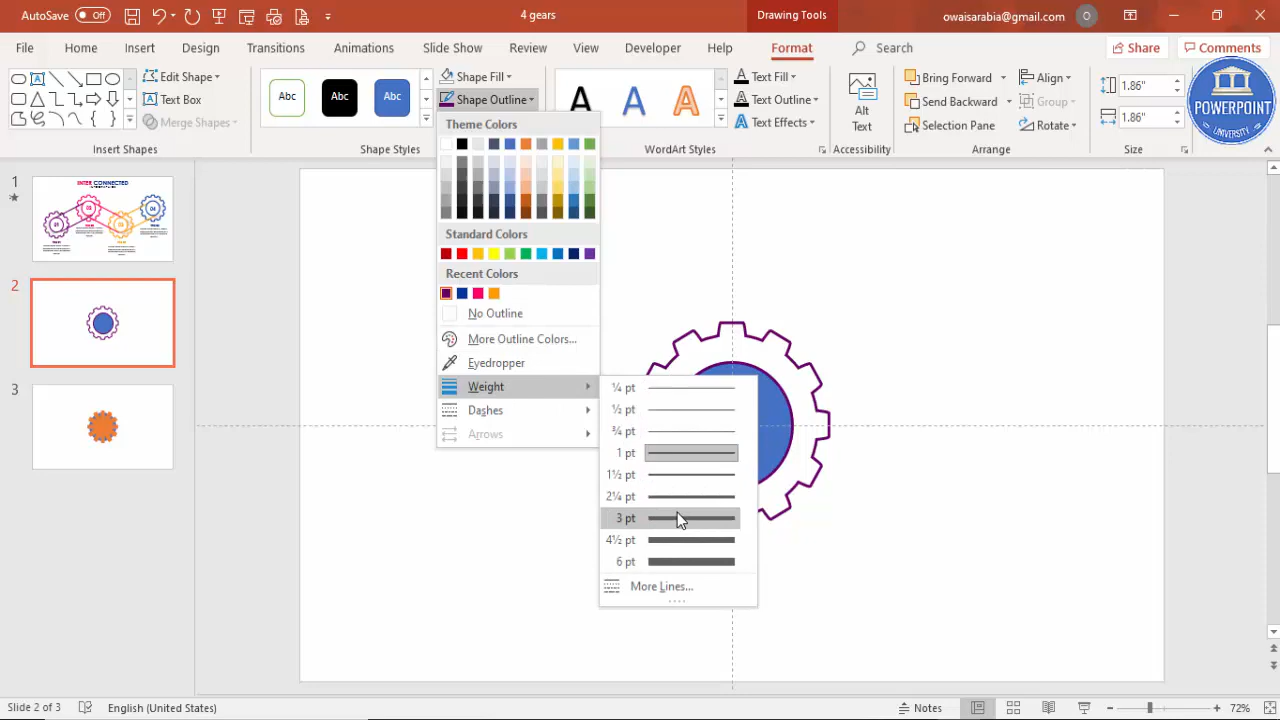 AutoSave Off 4 gears Drawing Tools owaisarabia@gmail.com O
File Home Insert Design Transitions Animations Slide Show Review View Developer Help Format Search Share Comments
Edit Shape Text Box Merge Shapes
Insert Shapes
Abc Abc Abc
Shape Fill
Shape Outline
Shape Styles
A A A
Text Fill
Text Outline
Text Effects
WordArt Styles
Alt
Text
Accessibility
Bring Forward
Send Backward
Selection Pane
Align
Group
Rotate
Arrange
1.86"
1.86"
Size
POWERPOINT
UNIVERSITY
Theme Colors
Standard Colors
Recent Colors
No Outline
More Outline Colors...
Eyedropper
Weight
Dashes
Arrows
¼ pt
½ pt
¾ pt
1 pt
1½ pt
2¼ pt
3 pt
4½ pt
6 pt
More Lines...
1
INTER CONNECTED
2
3
Slide 2 of 3 English (United States) Notes 72%